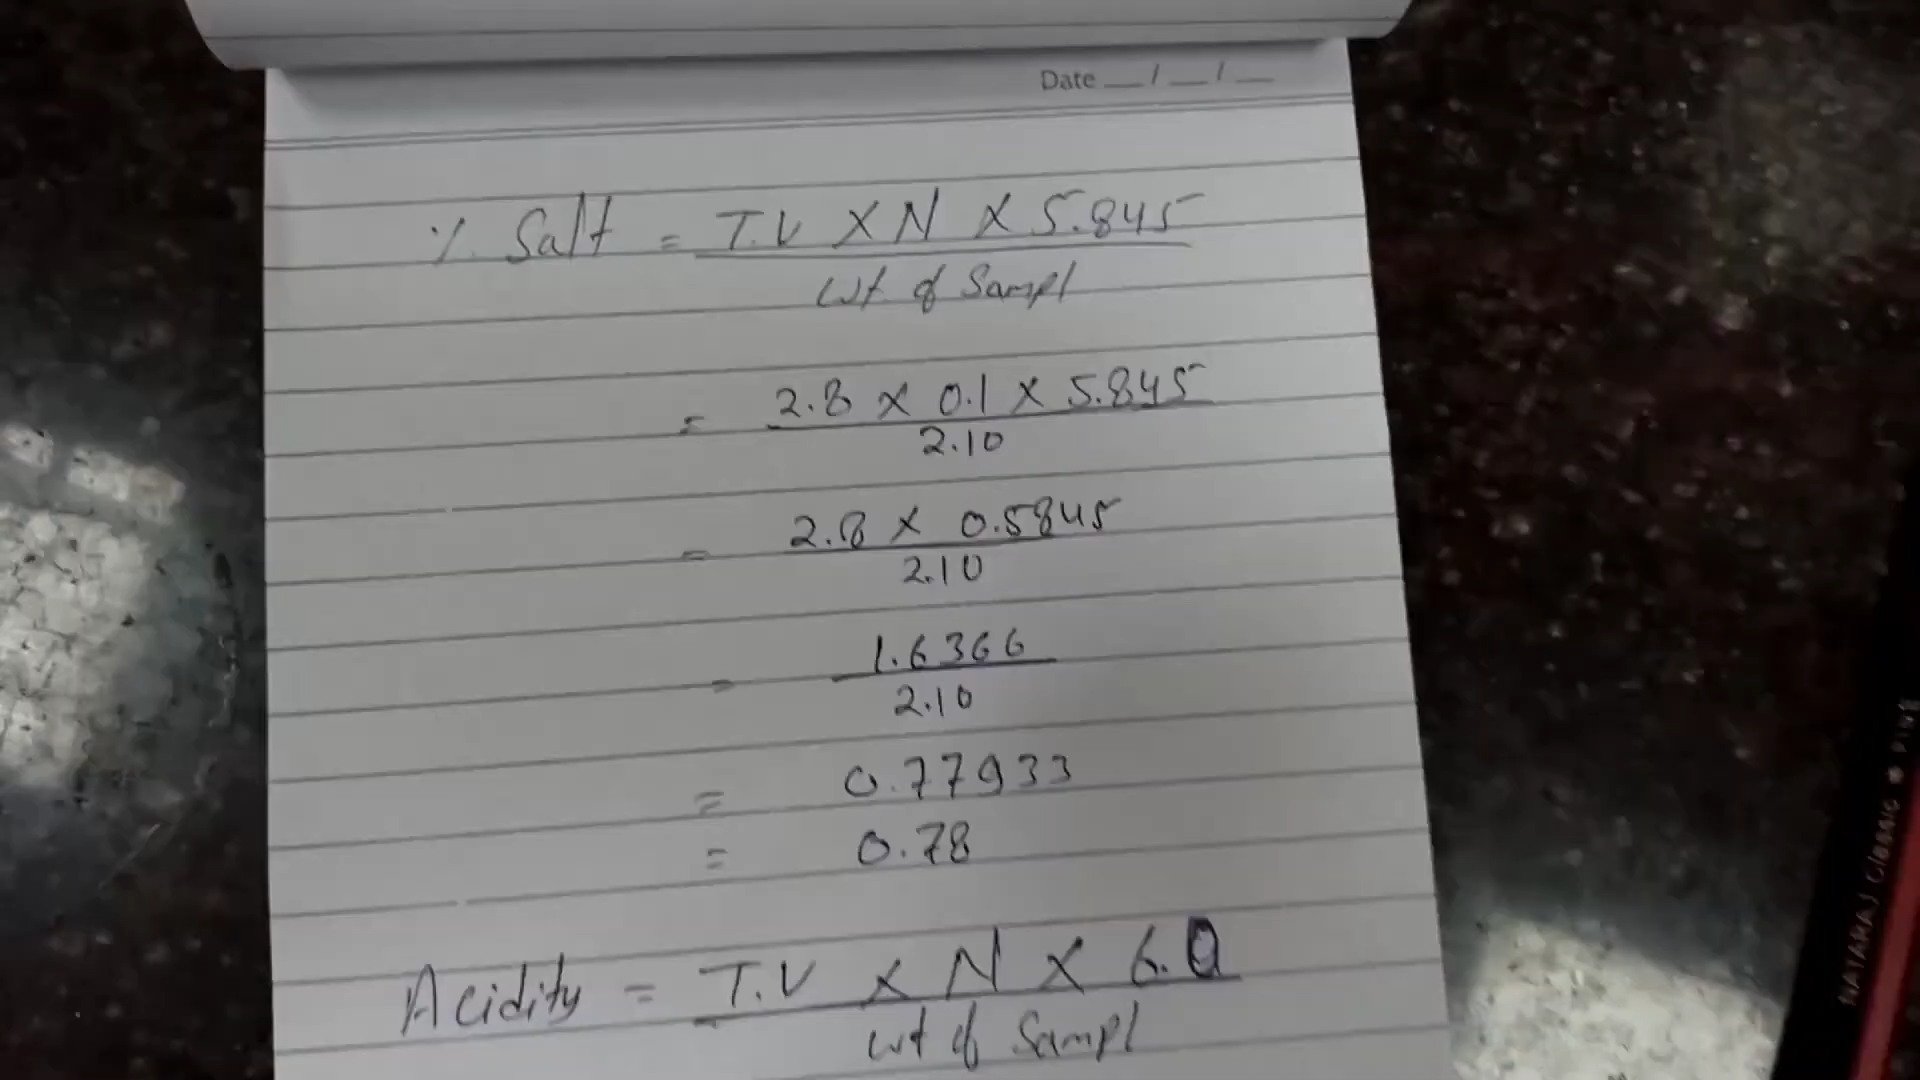 Date __/__/__
% Salt = T.V X N X 5.845
wt. of Sampl
= 2.8 x 0.1 x 5.845
2.10
= 2.8 x 0.5845
2.10
= 1.6366
2.10
= 0.77933
= 0.78
Acidity = T.V x N x 6.0
wt of Sampl
NATARAJ Classic